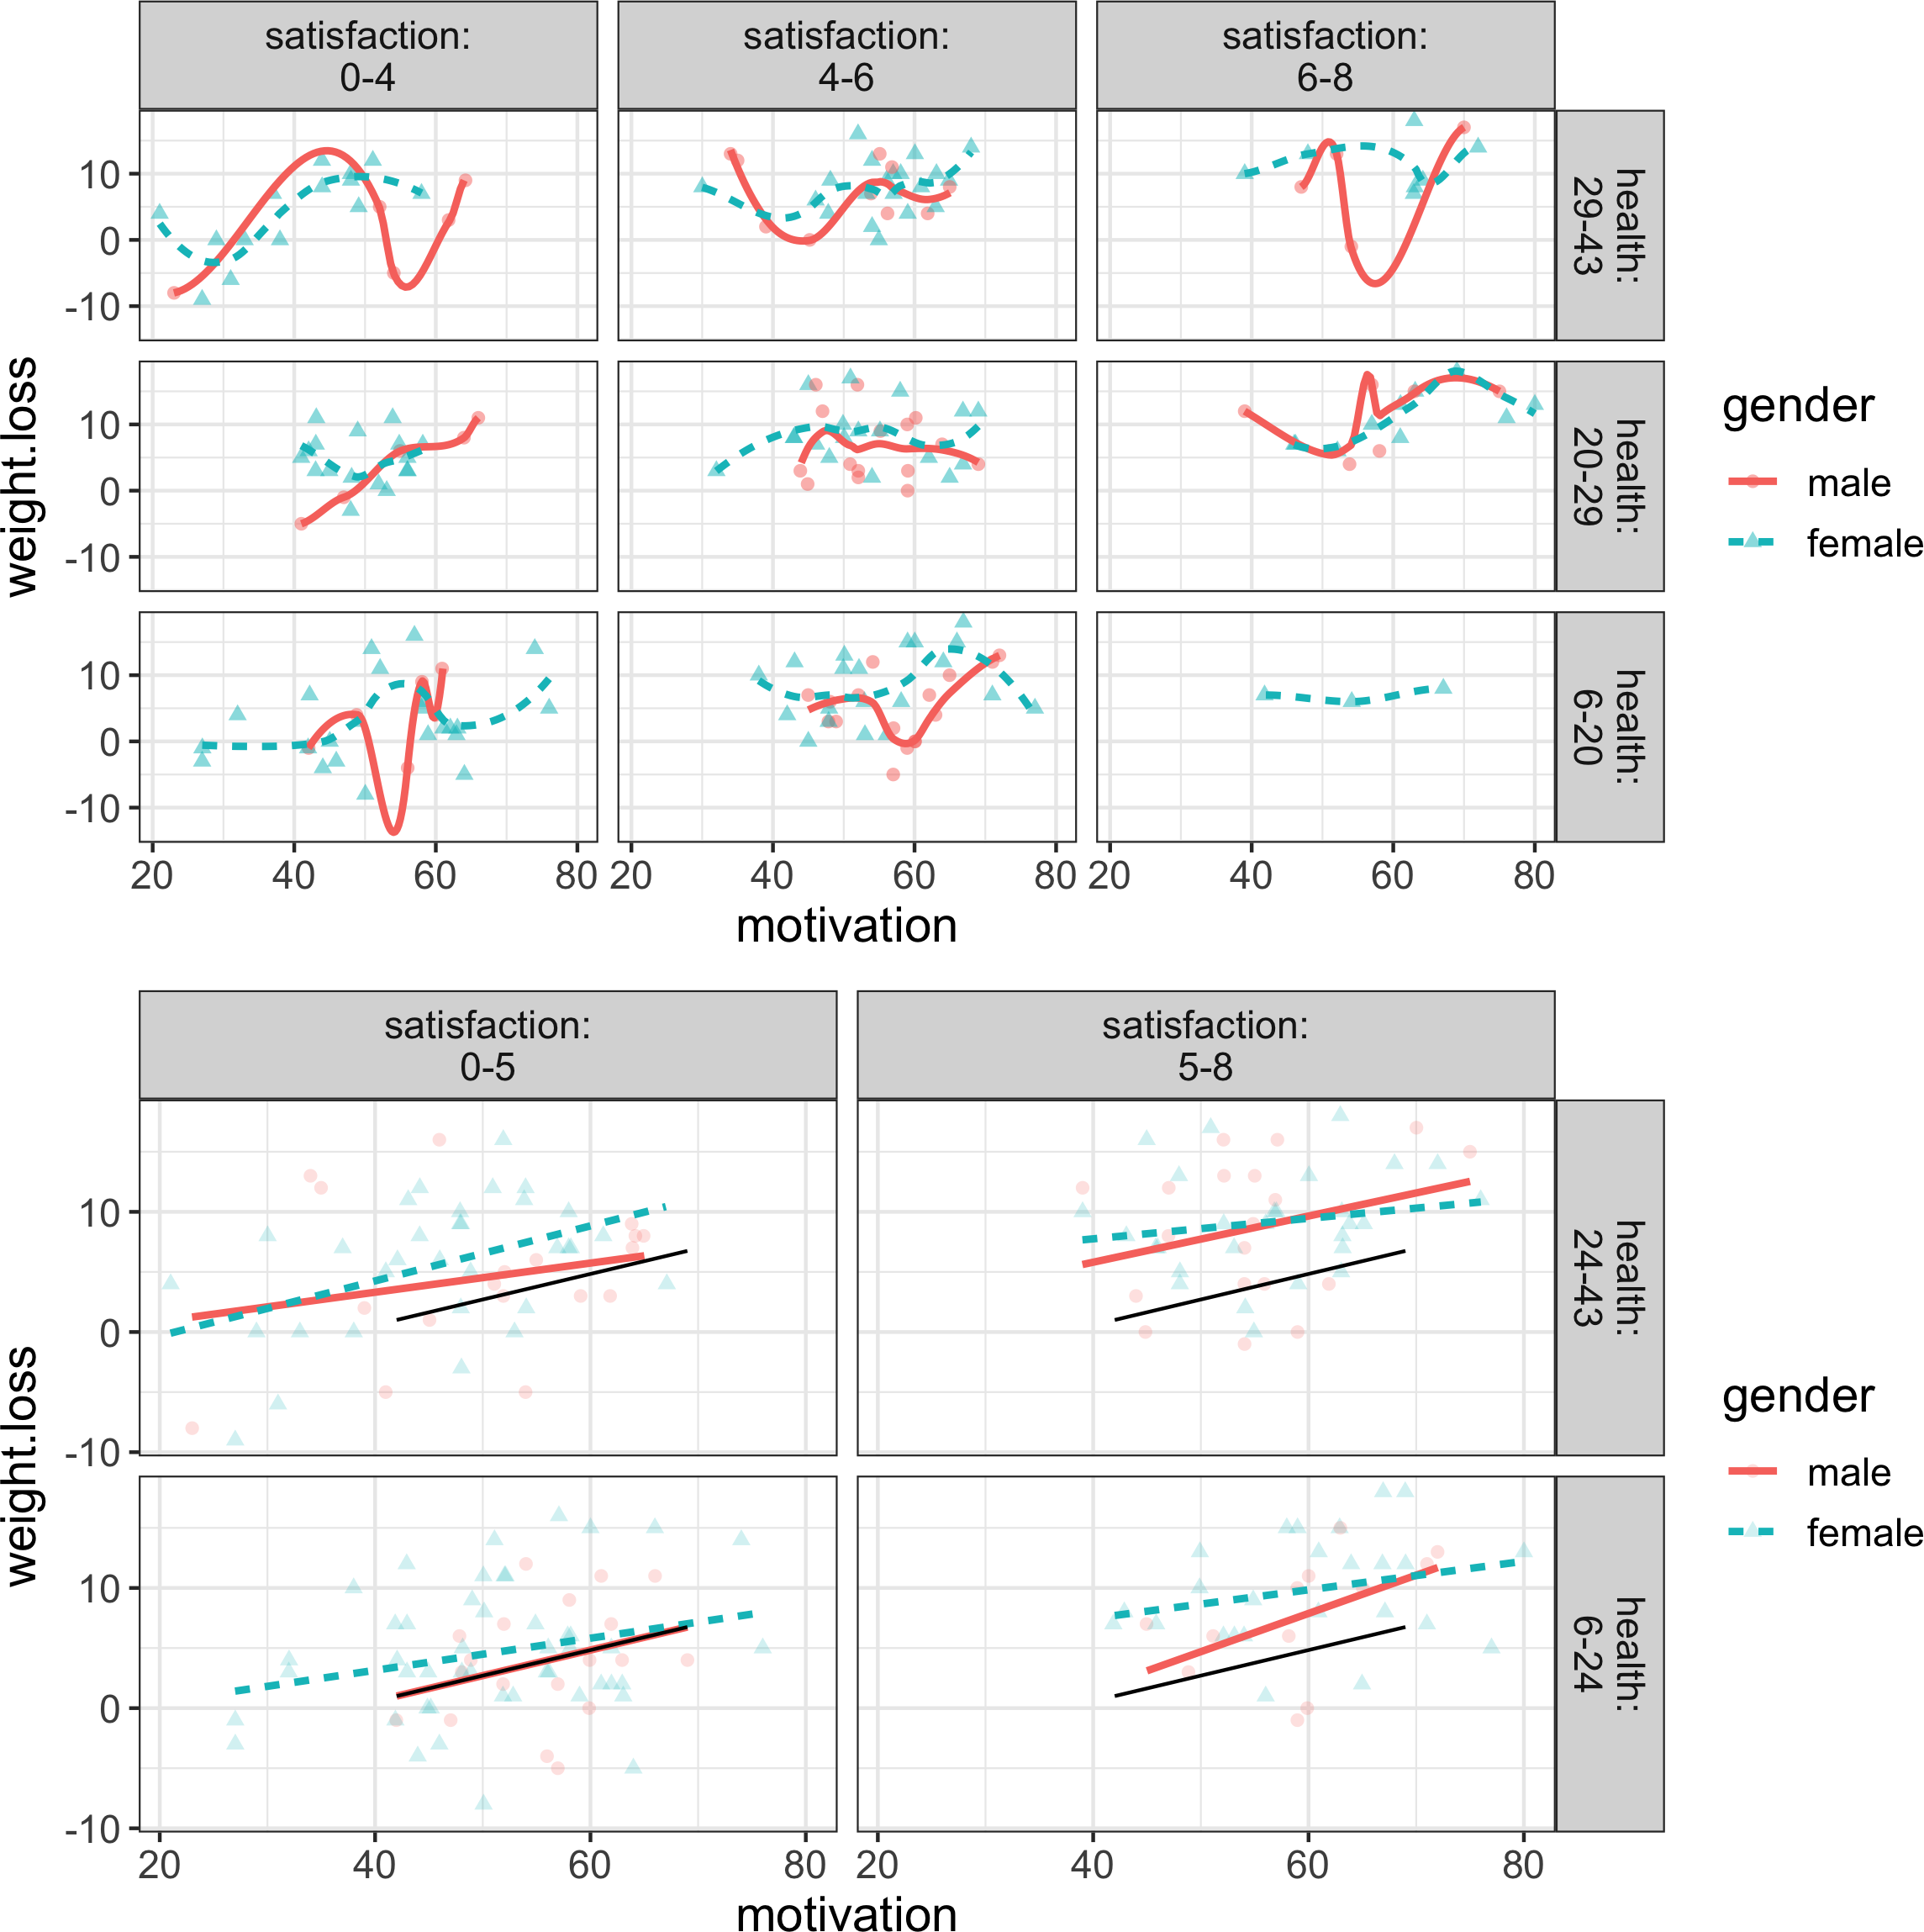 satisfaction: satisfaction: satisfaction:
0-4 4-6 6-8
10
0
-10
health:
29-43
10
0
-10
health:
20-29
10
0
-10
health:
6-20
weight.loss
gender
male
female
20 40 60 80 20 40 60 80 20 40 60 80
motivation
satisfaction: satisfaction:
0-5 5-8
10
0
-10
health:
24-43
10
0
-10
health:
6-24
weight.loss
gender
male
female
20 40 60 80 20 40 60 80
motivation